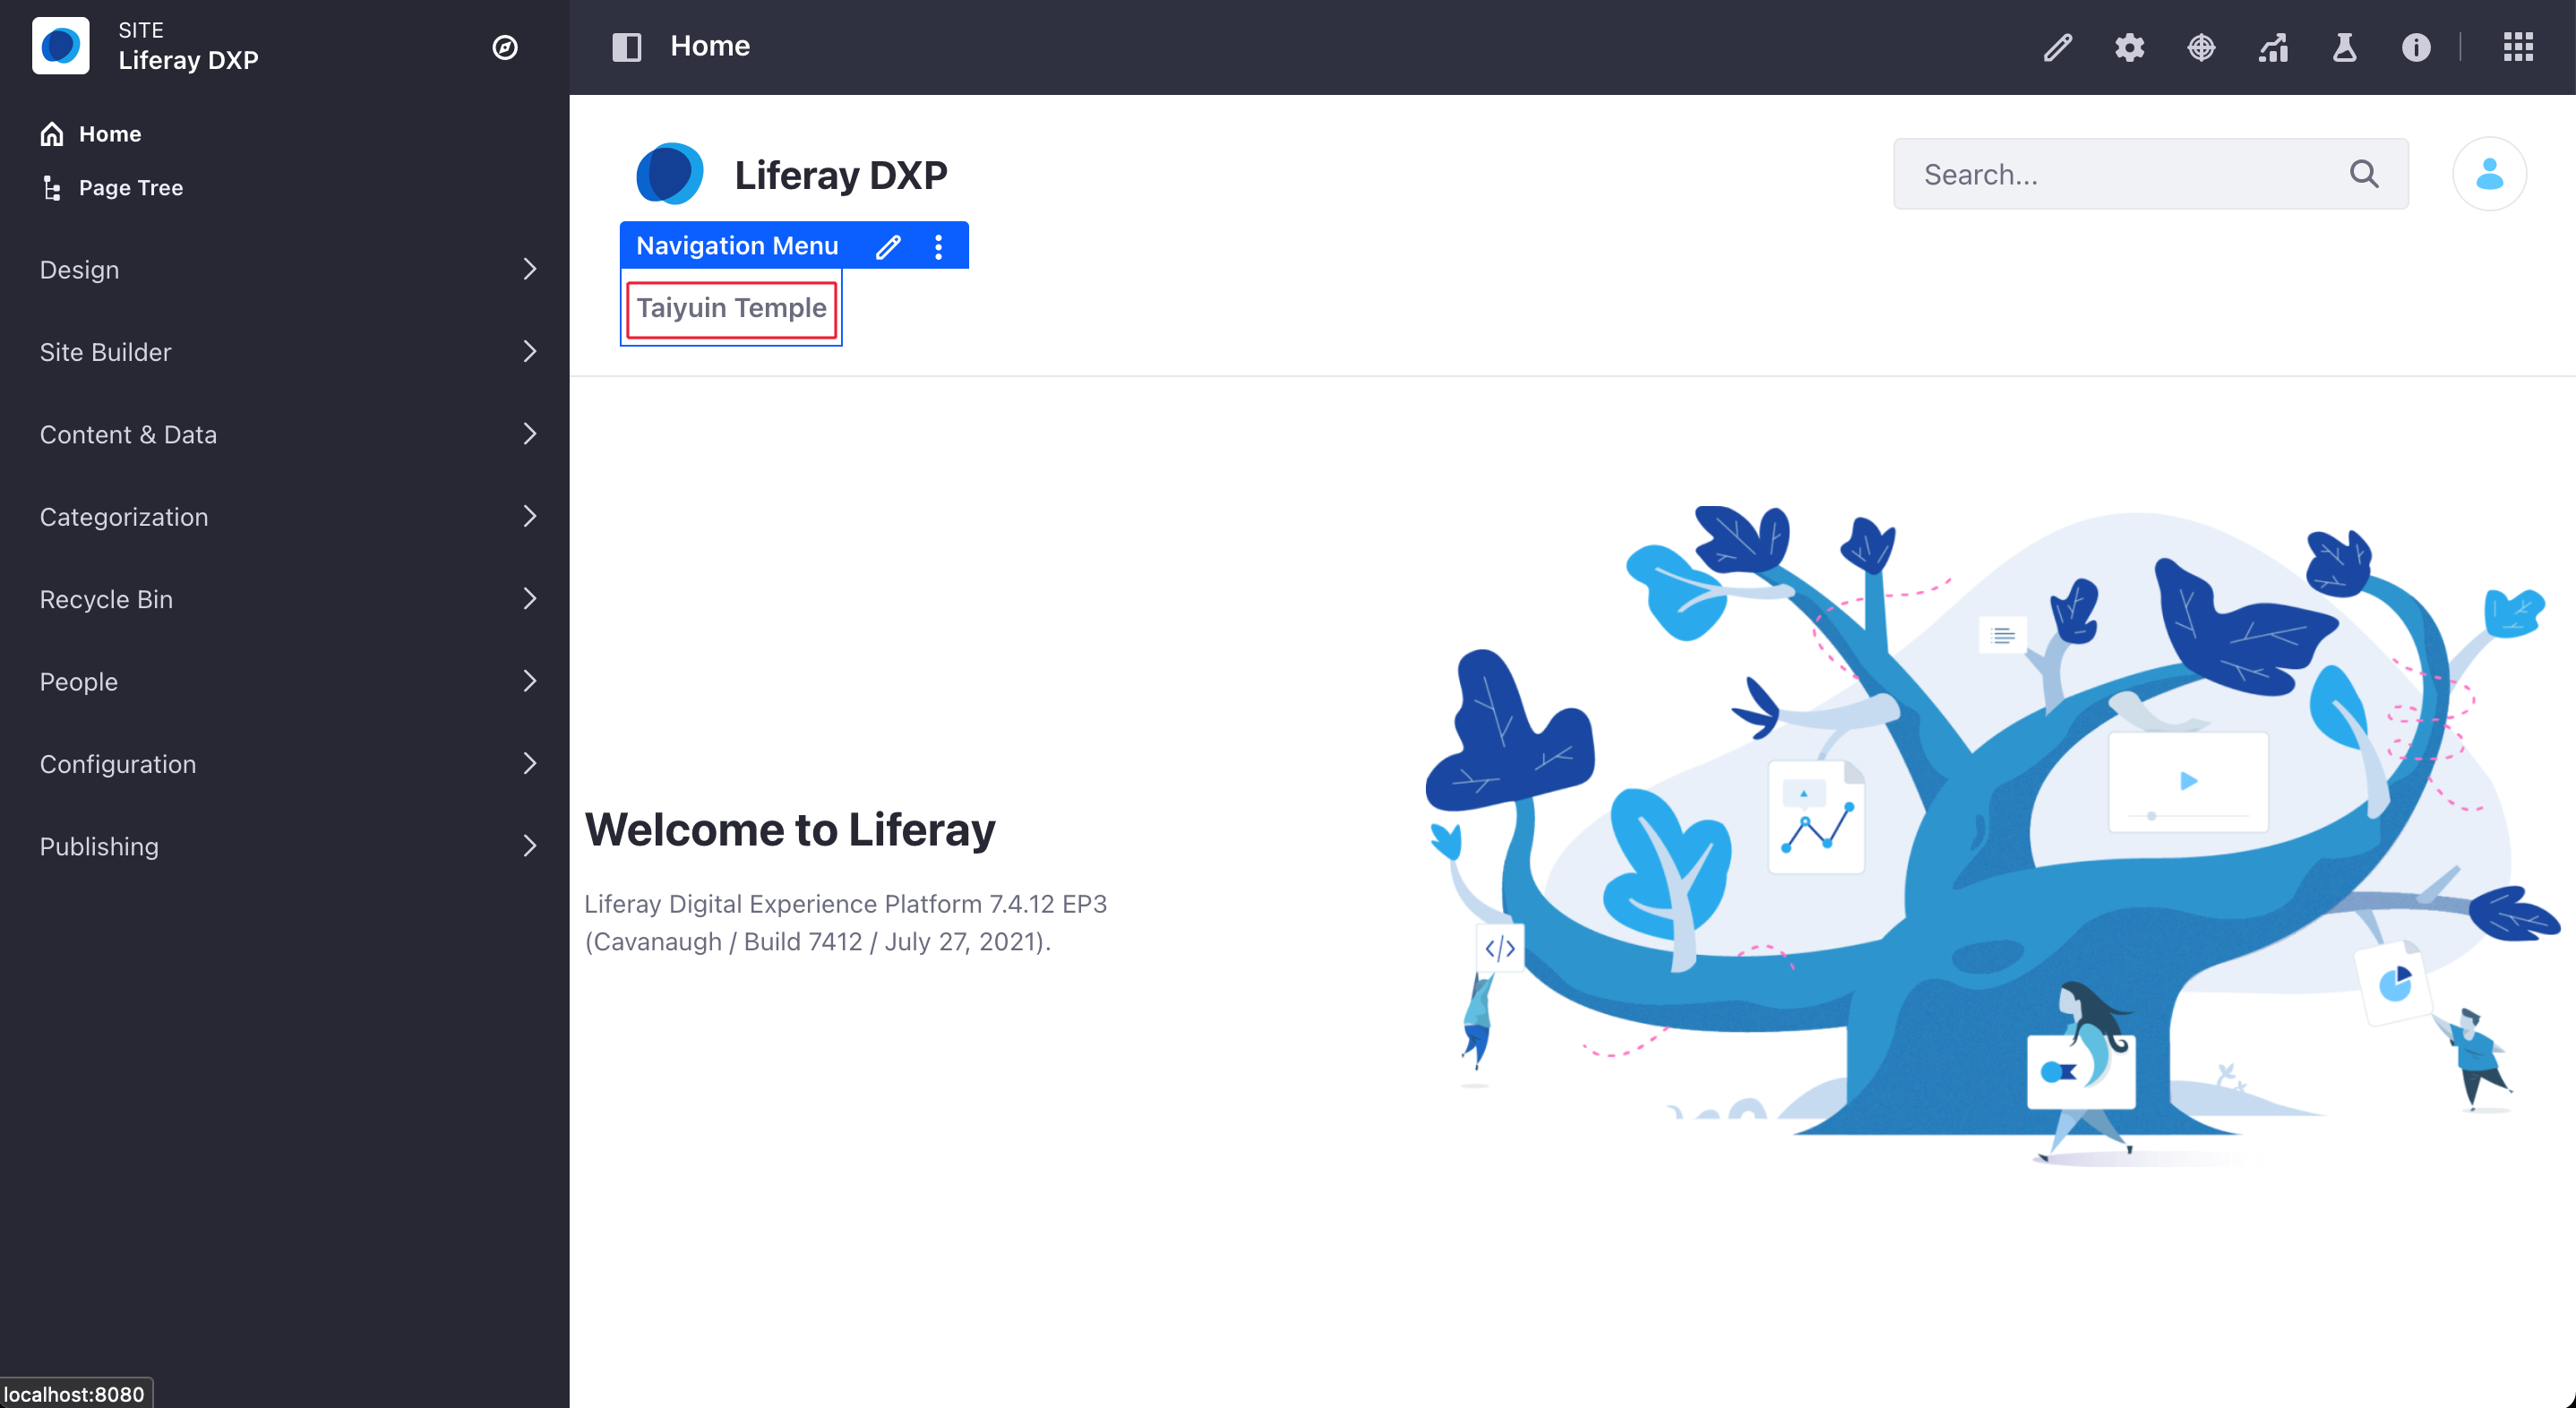 SITE
Liferay DXP
Home
Page Tree
Design
Site Builder
Content & Data
Categorization
Recycle Bin
People
Configuration
Publishing
localhost:8080
Home
Liferay DXP
Search...
Navigation Menu
Taiyuin Temple
Welcome to Liferay
Liferay Digital Experience Platform 7.4.12 EP3
(Cavanaugh / Build 7412 / July 27, 2021).